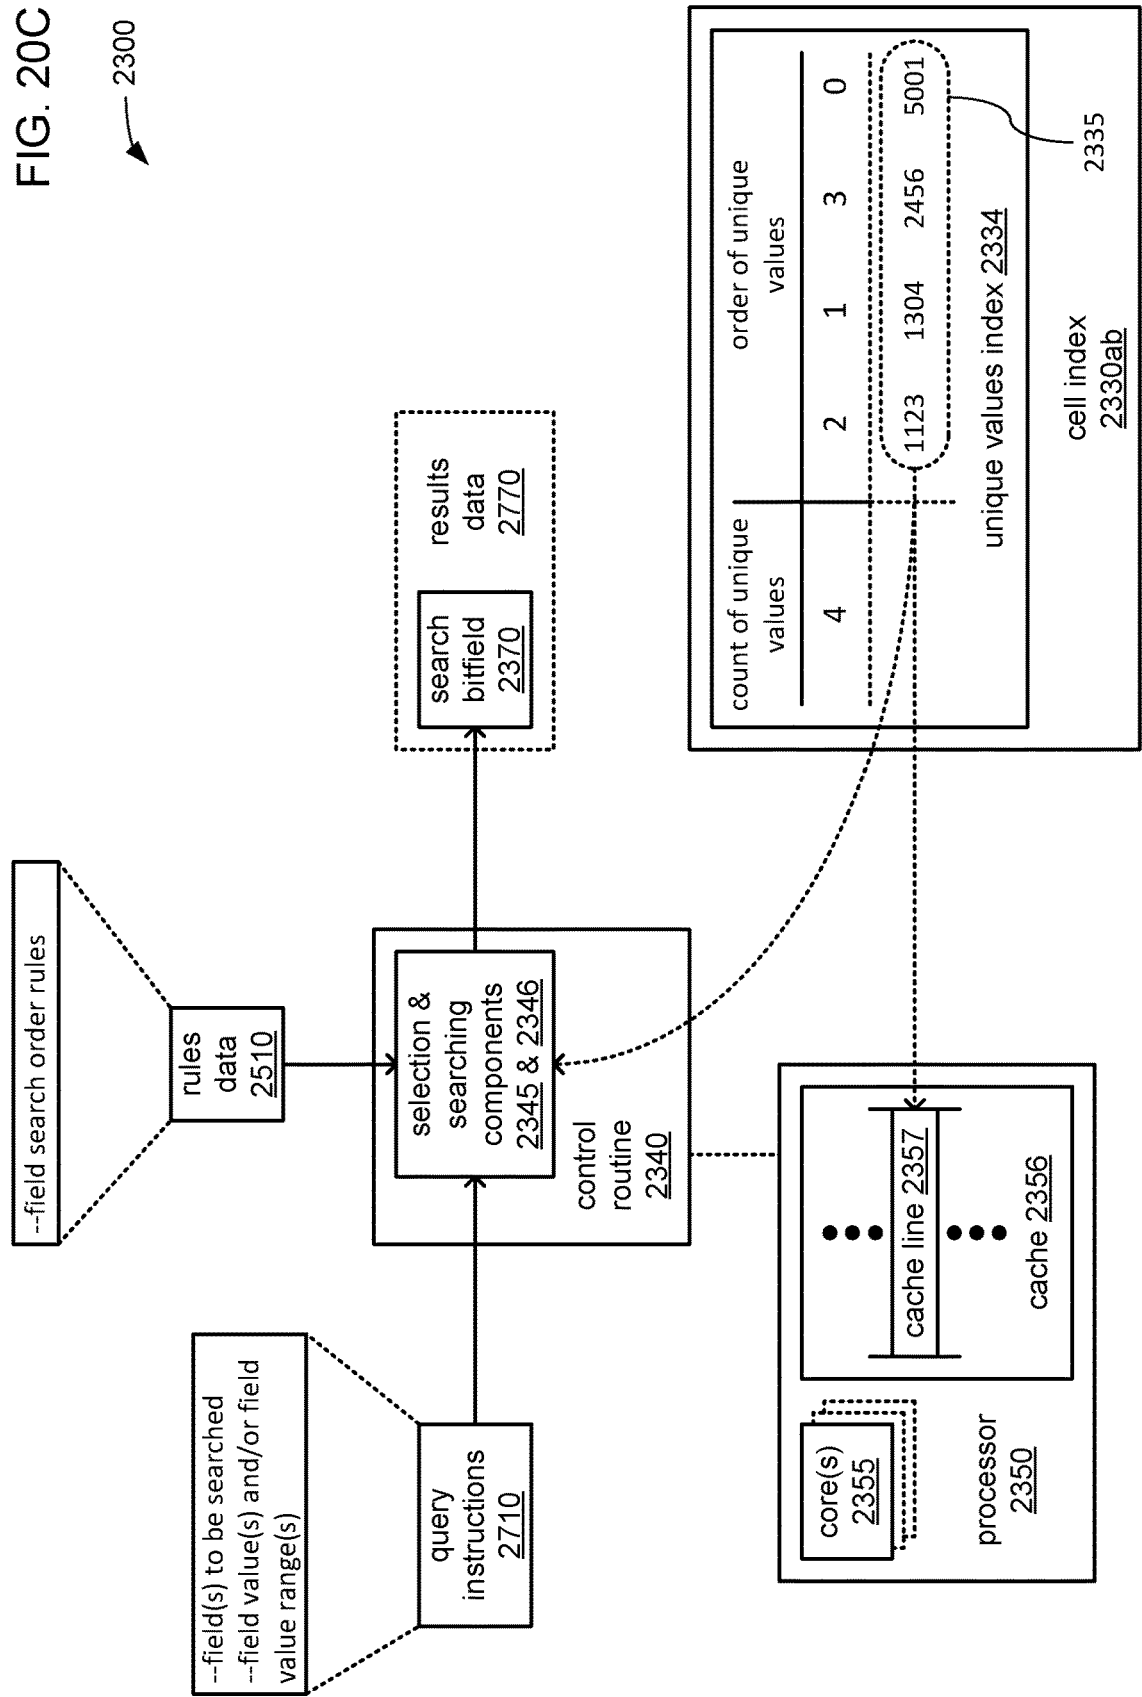 FIG. 20C
2300
--field(s) to be searched
--field value(s) and/or field
value range(s)
query
instructions
2710
--field search order rules
rules
data
2510
selection &
searching
components
2345 & 2346
control
routine
2340
search
bitfield
2370
results
data
2770
core(s)
2355
processor
2350
cache line 2357
cache 2356
count of unique
values
order of unique
values
4
2 1 3 0
1123 1304 2456 5001
unique values index 2334
2335
cell index
2330ab